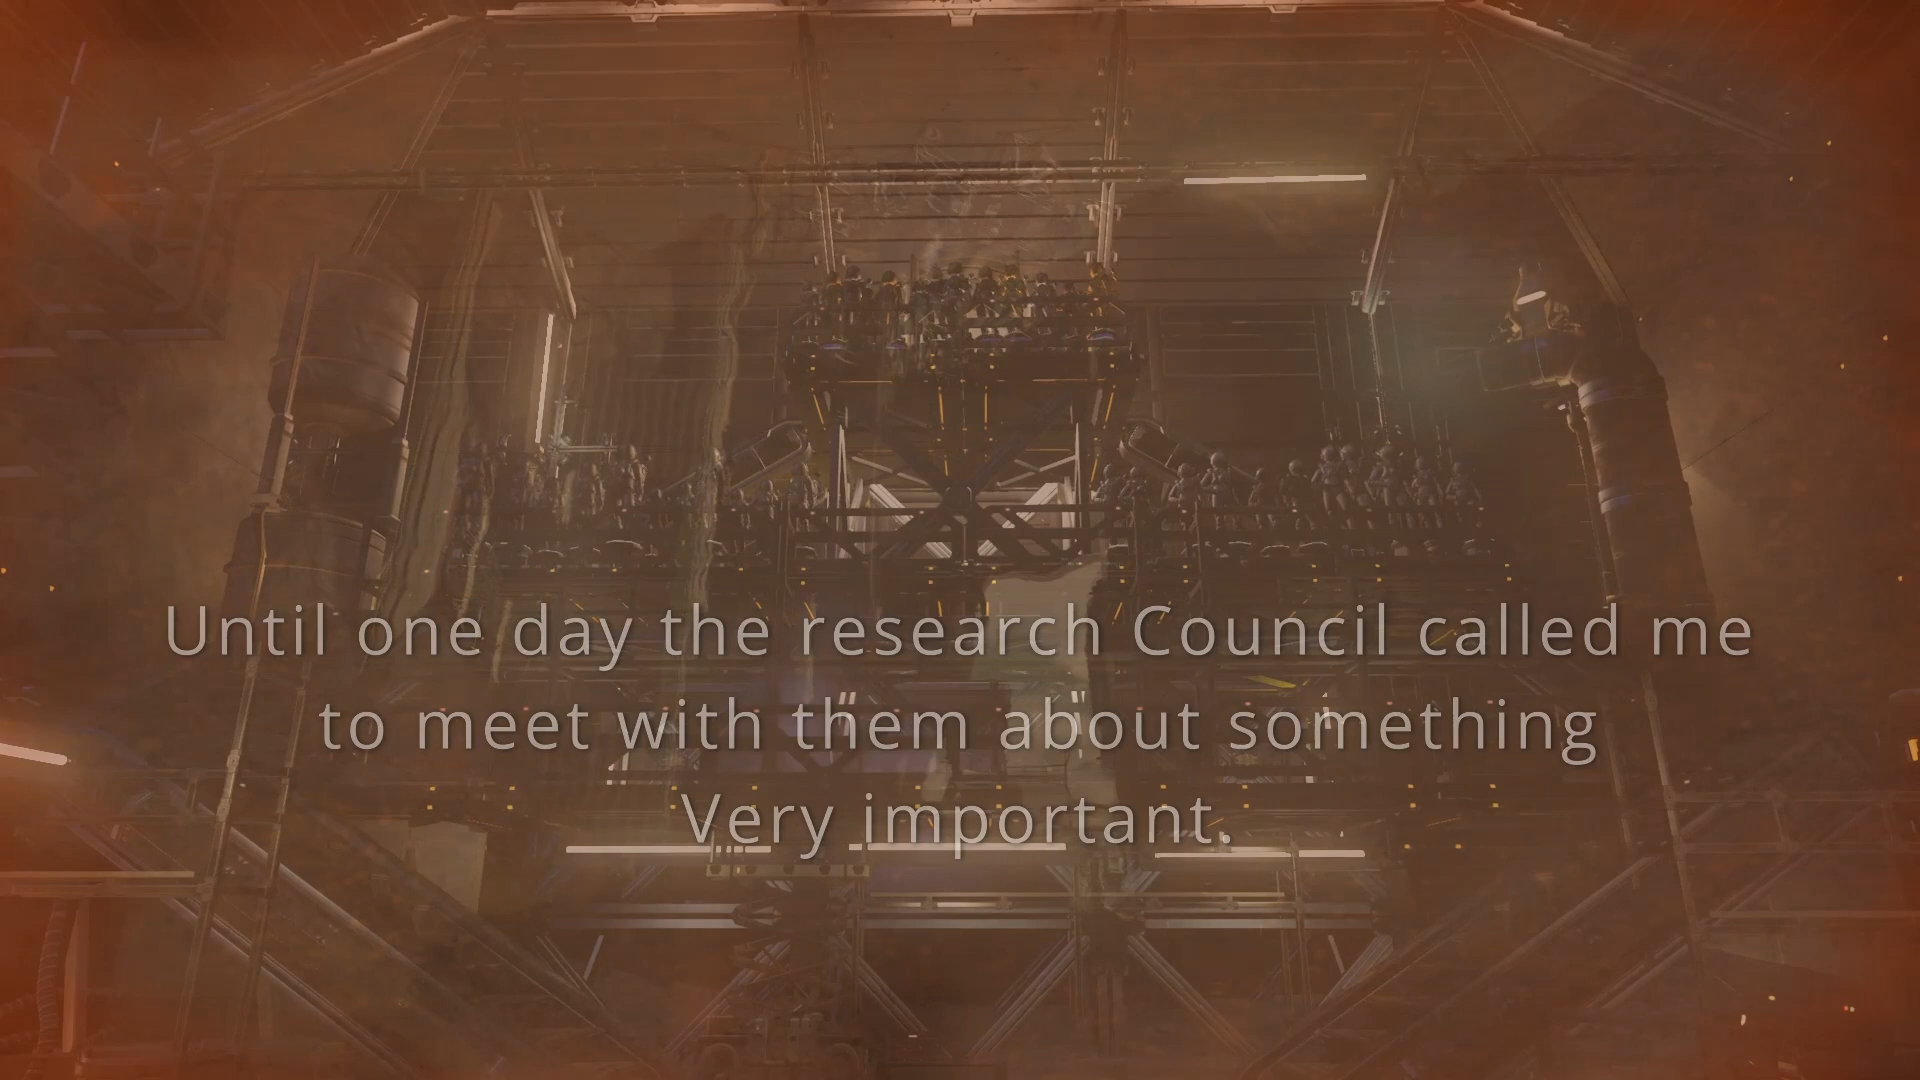 Until one day the research Council called me
to meet with them about something
Very important.